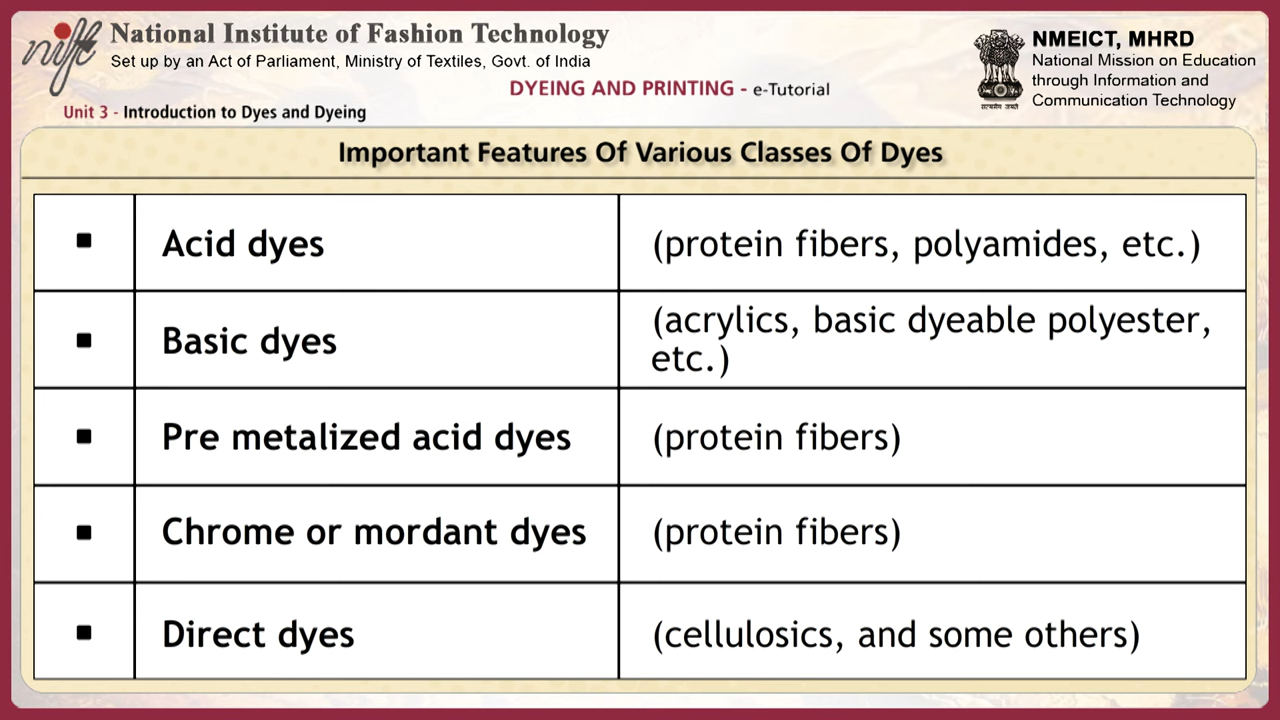 nift
National Institute of Fashion Technology
Set up by an Act of Parliament, Ministry of Textiles, Govt. of India
NMEICT, MHRD
National Mission on Education
through Information and
Communication Technology
सत्यमेव जयते
DYEING AND PRINTING - e-Tutorial
Unit 3 - Introduction to Dyes and Dyeing
Important Features Of Various Classes Of Dyes
▪ Acid dyes (protein fibers, polyamides, etc.)
▪ Basic dyes (acrylics, basic dyeable polyester,
etc.)
▪ Pre metalized acid dyes (protein fibers)
▪ Chrome or mordant dyes (protein fibers)
▪ Direct dyes (cellulosics, and some others)